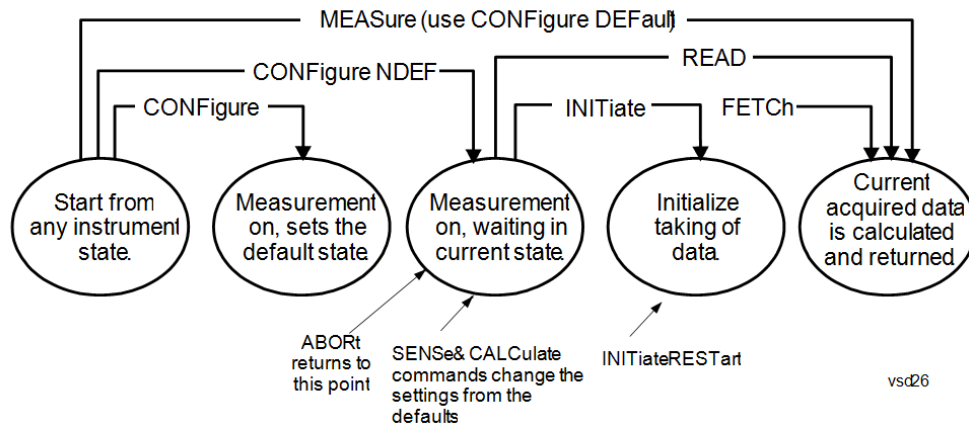 MEASure (use CONFigure DEFault)
CONFigure NDEF
READ
CONFigure
INITiate
FETCh
Start from
any instrument
state.
Measurement
on, sets the
default state.
Measurement
on, waiting in
current state.
Initialize
taking of
data.
Current
acquired data
is calculated
and returned.
ABORt
returns to
this point
SENSe& CALCulate
commands change the
settings from the
defaults
INITiateRESTart
vsd26